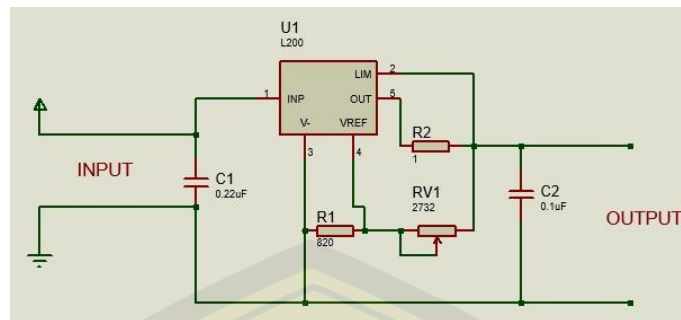 U1
L200
1
INP
LIM
2
OUT
5
V-
VREF
3
4
R2
1
INPUT
C1
0.22uF
R1
820
RV1
2732
C2
0.1uF
OUTPUT